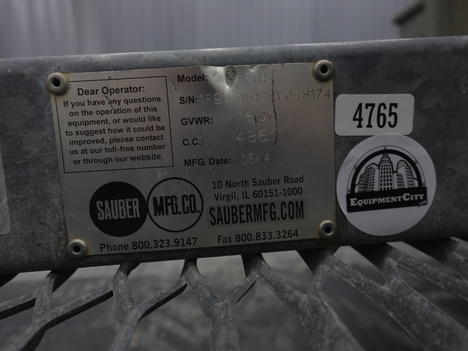 Dear Operator:
If you have any questions
on the operation of this
equipment, or would like
to suggest how it could be
improved, please contact
us at our toll-free number
or through our website.
Model:
S/N:
GVWR:
C.C.:
MFG. Date:
SAUBER MFG.CO.
10 North Sauber Road
Virgil, IL 60151-1000
SAUBERMFG.COM
Phone 800.323.9147 Fax 800.833.3264
4765
EQUIPMENTCITY